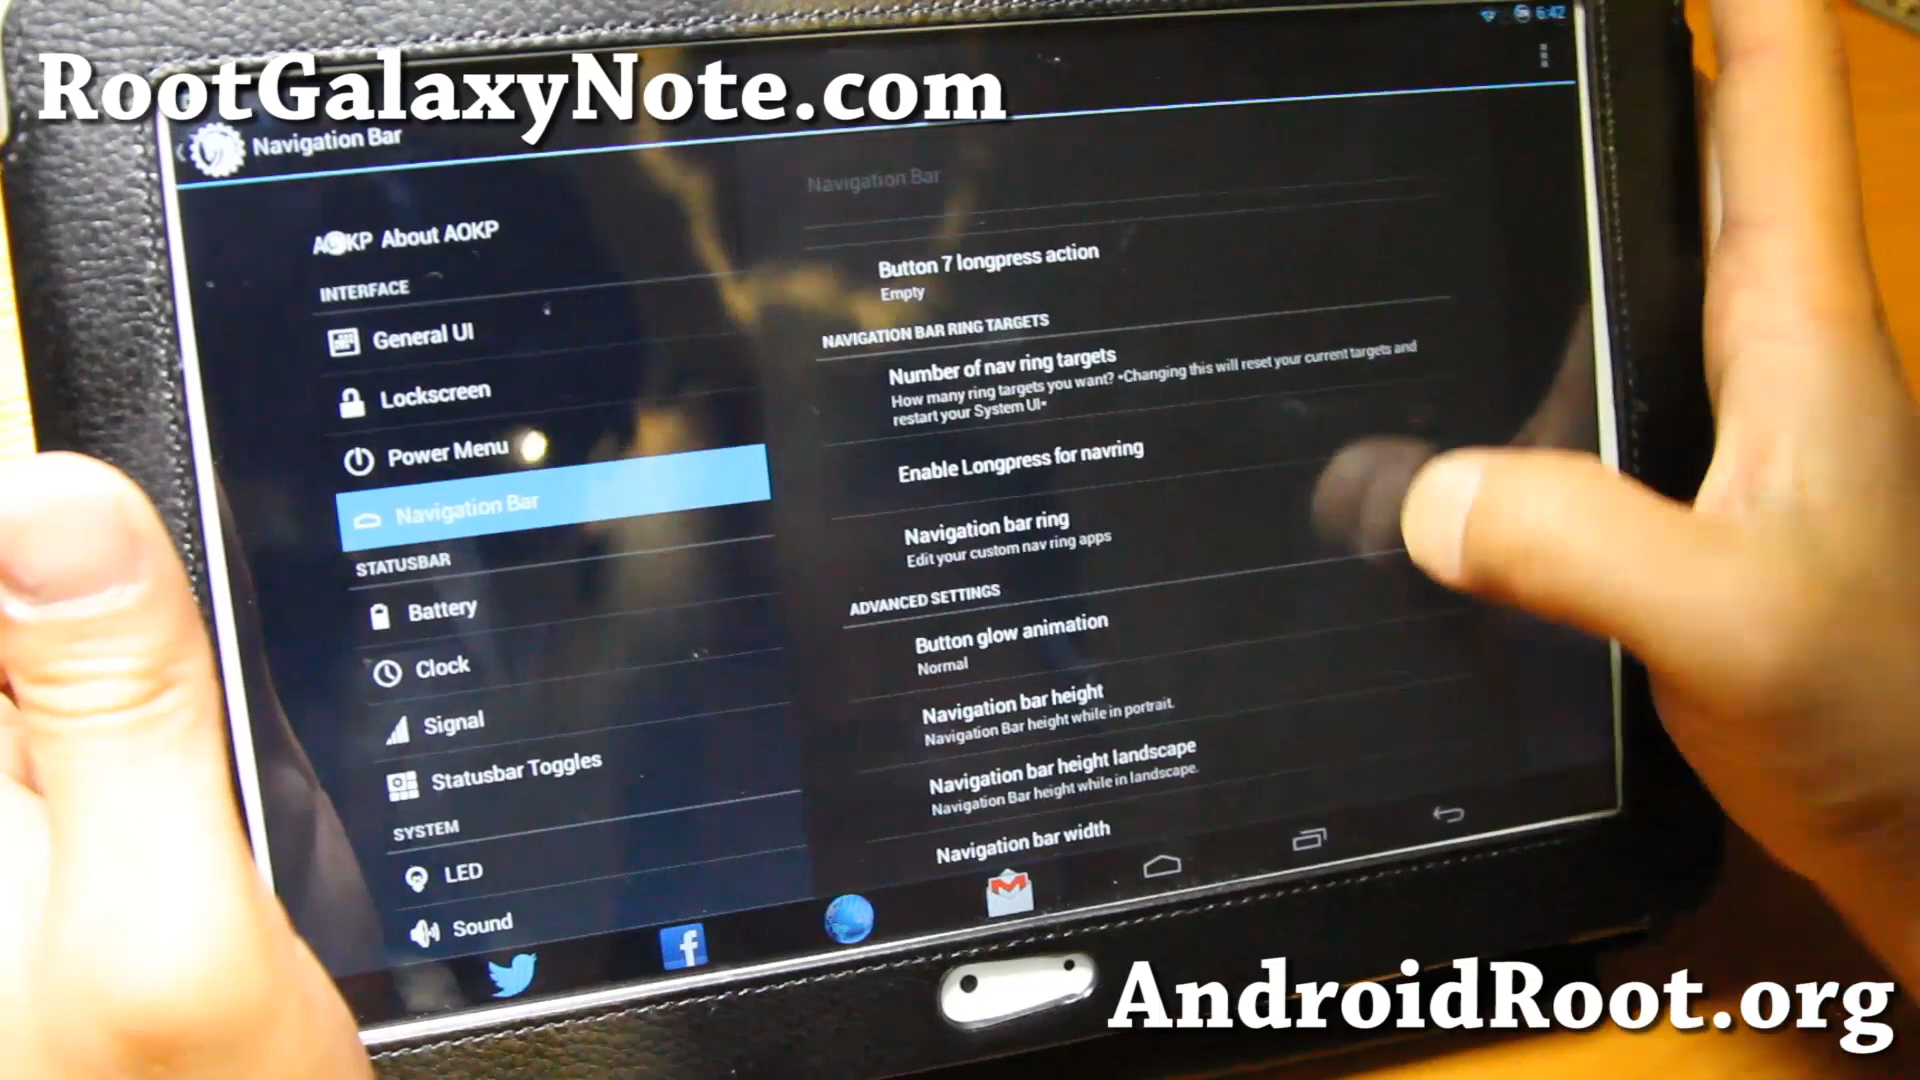 RootGalaxyNote.com
6:42
Navigation Bar
AOKP About AOKP
INTERFACE
General UI
Lockscreen
Power Menu
Navigation Bar
STATUSBAR
Battery
Clock
Signal
Statusbar Toggles
SYSTEM
LED
Sound
Navigation Bar
Button 7 longpress action
Empty
NAVIGATION BAR RING TARGETS
Number of nav ring targets
How many ring targets you want? *Changing this will reset your current targets and
restart your System UI*
Enable Longpress for navring
Navigation bar ring
Edit your custom nav ring apps
ADVANCED SETTINGS
Button glow animation
Normal
Navigation bar height
Navigation Bar height while in portrait.
Navigation bar height landscape
Navigation Bar height while in landscape.
Navigation bar width
AndroidRoot.org